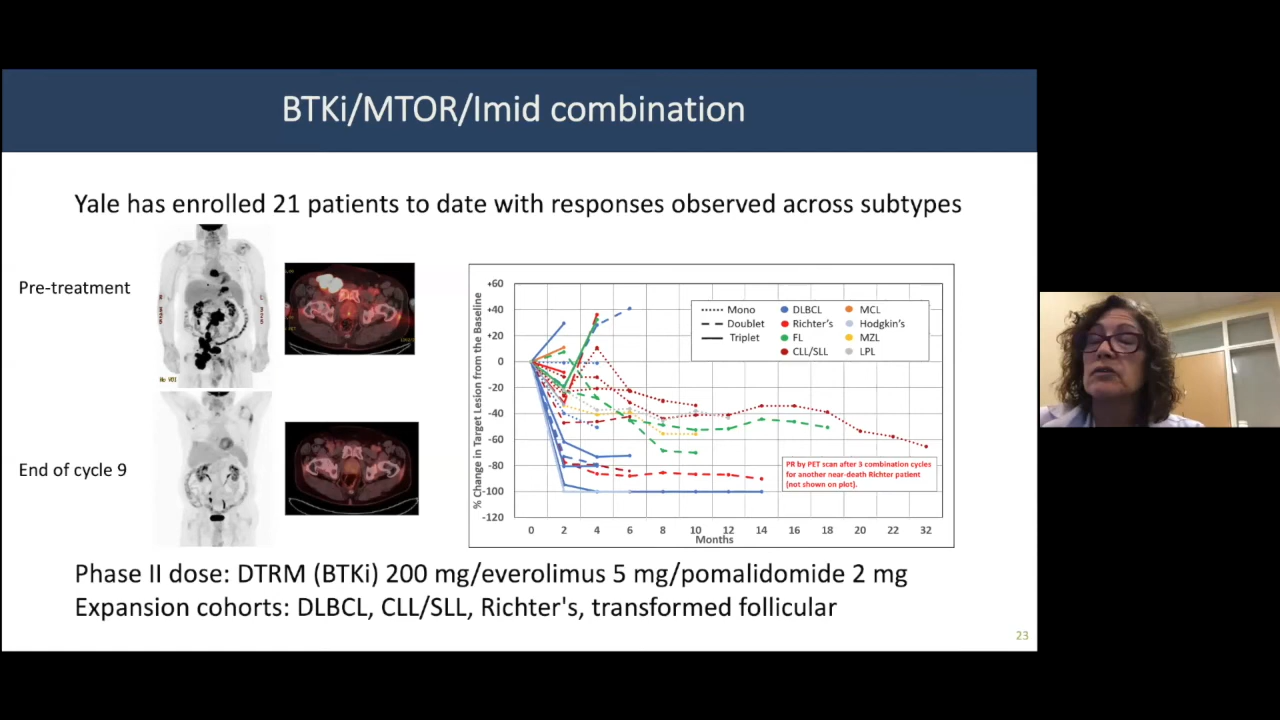 BTKi/MTOR/Imid combination
Yale has enrolled 21 patients to date with responses observed across subtypes
Pre-treatment
No VOI
End of cycle 9
% Change in Target Lesion from the Baseline
+60
+40
+20
0
-20
-40
-60
-80
-100
-120
Mono
Doublet
Triplet
DLBCL
Richter's
FL
CLL/SLL
MCL
Hodgkin's
MZL
LPL
PR by PET scan after 3 combination cycles
for another near-death Richter patient
(not shown on plot).
0 2 4 6 8 10 12 14 16 18 20 22 32
Months
Phase II dose: DTRM (BTKi) 200 mg/everolimus 5 mg/pomalidomide 2 mg
Expansion cohorts: DLBCL, CLL/SLL, Richter's, transformed follicular
23